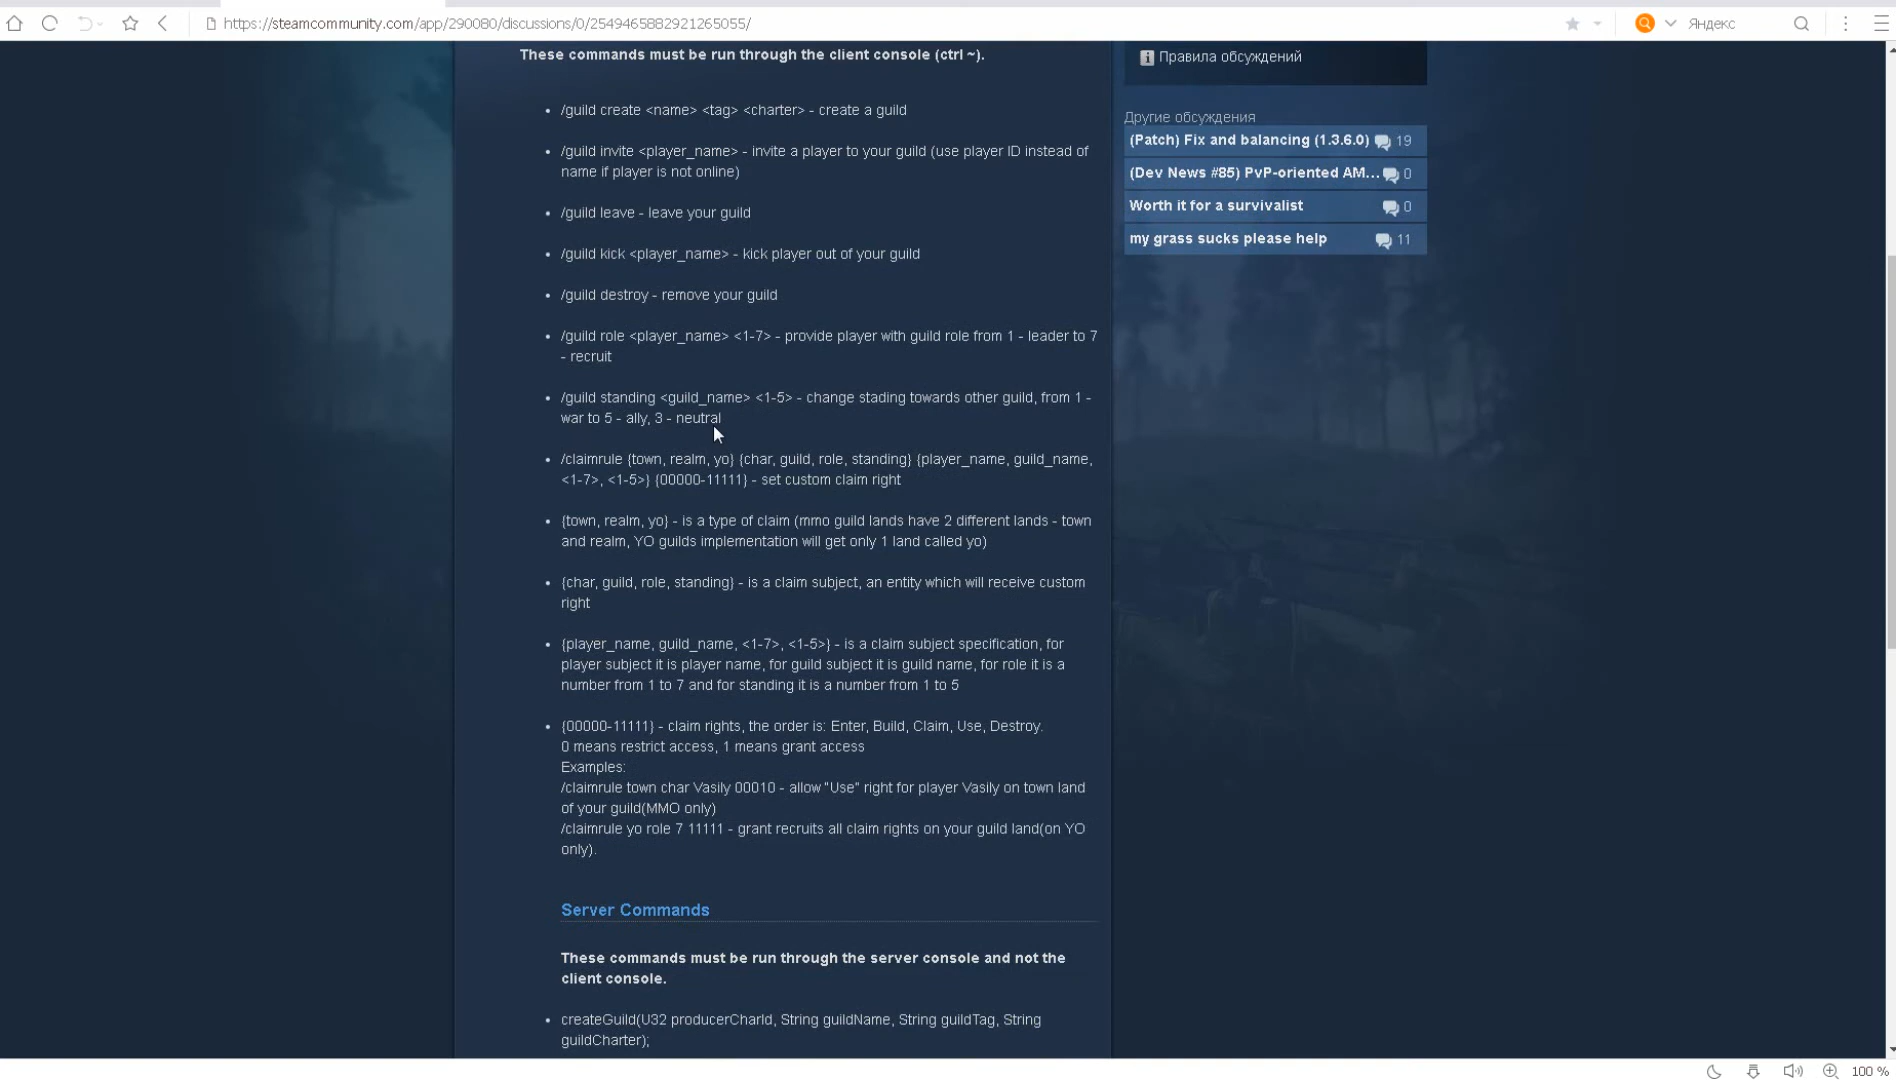 https://steamcommunity.com/app/290080/discussions/0/2549465882921265055/
Яндекс
These commands must be run through the client console (ctrl ~).
• /guild create <name> <tag> <charter> - create a guild
• /guild invite <player_name> - invite a player to your guild (use player ID instead of
name if player is not online)
• /guild leave - leave your guild
• /guild kick <player_name> - kick player out of your guild
• /guild destroy - remove your guild
• /guild role <player_name> <1-7> - provide player with guild role from 1 - leader to 7
- recruit
• /guild standing <guild_name> <1-5> - change stading towards other guild, from 1 -
war to 5 - ally, 3 - neutral
• /claimrule {town, realm, yo} {char, guild, role, standing} {player_name, guild_name,
<1-7>, <1-5>} {00000-11111} - set custom claim right
• {town, realm, yo} - is a type of claim (mmo guild lands have 2 different lands - town
and realm, YO guilds implementation will get only 1 land called yo)
• {char, guild, role, standing} - is a claim subject, an entity which will receive custom
right
• {player_name, guild_name, <1-7>, <1-5>} - is a claim subject specification, for
player subject it is player name, for guild subject it is guild name, for role it is a
number from 1 to 7 and for standing it is a number from 1 to 5
• {00000-11111} - claim rights, the order is: Enter, Build, Claim, Use, Destroy.
0 means restrict access, 1 means grant access
Examples:
/claimrule town char Vasily 00010 - allow "Use" right for player Vasily on town land
of your guild(MMO only)
/claimrule yo role 7 11111 - grant recruits all claim rights on your guild land(on YO
only).
Server Commands
These commands must be run through the server console and not the
client console.
• createGuild(U32 producerCharId, String guildName, String guildTag, String
guildCharter);
Правила обсуждений
Другие обсуждения
(Patch) Fix and balancing (1.3.6.0) 19
(Dev News #85) PvP-oriented AM... 0
Worth it for a survivalist 0
my grass sucks please help 11
100 %